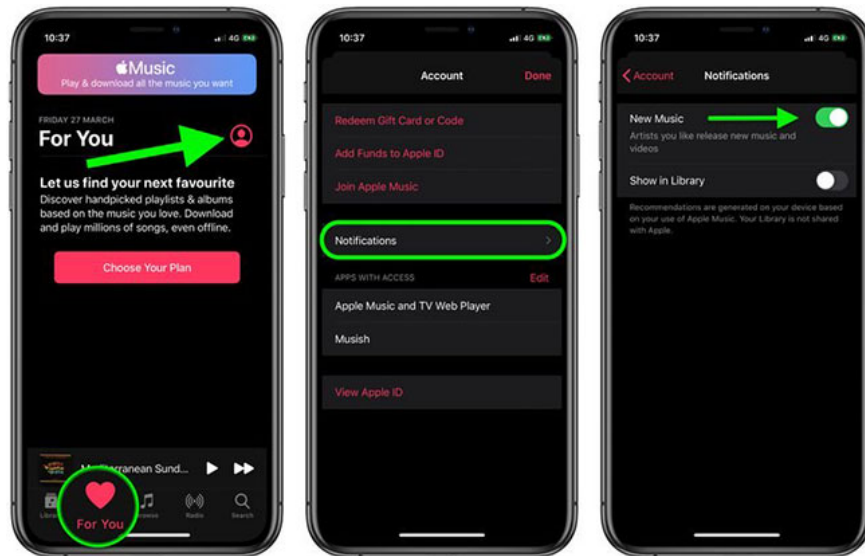 10:37
4G
Music
Play & download all the music you want
FRIDAY 27 MARCH
For You
Let us find your next favourite
Discover handpicked playlists & albums
based on the music you love. Download
and play millions of songs, even offline.
Choose Your Plan
Sund...
For You
Radio
Search
10:37
4G
Account
Done
Redeem Gift Card or Code
Add Funds to Apple ID
Join Apple Music
Notifications
APPS WITH ACCESS
Edit
Apple Music and TV Web Player
Musish
View Apple ID
10:37
4G
Account
Notifications
New Music
Artists you like release new music and
videos
Show in Library
Recommendations are generated on your device based
on your use of Apple Music. Your Library is not shared
with Apple.